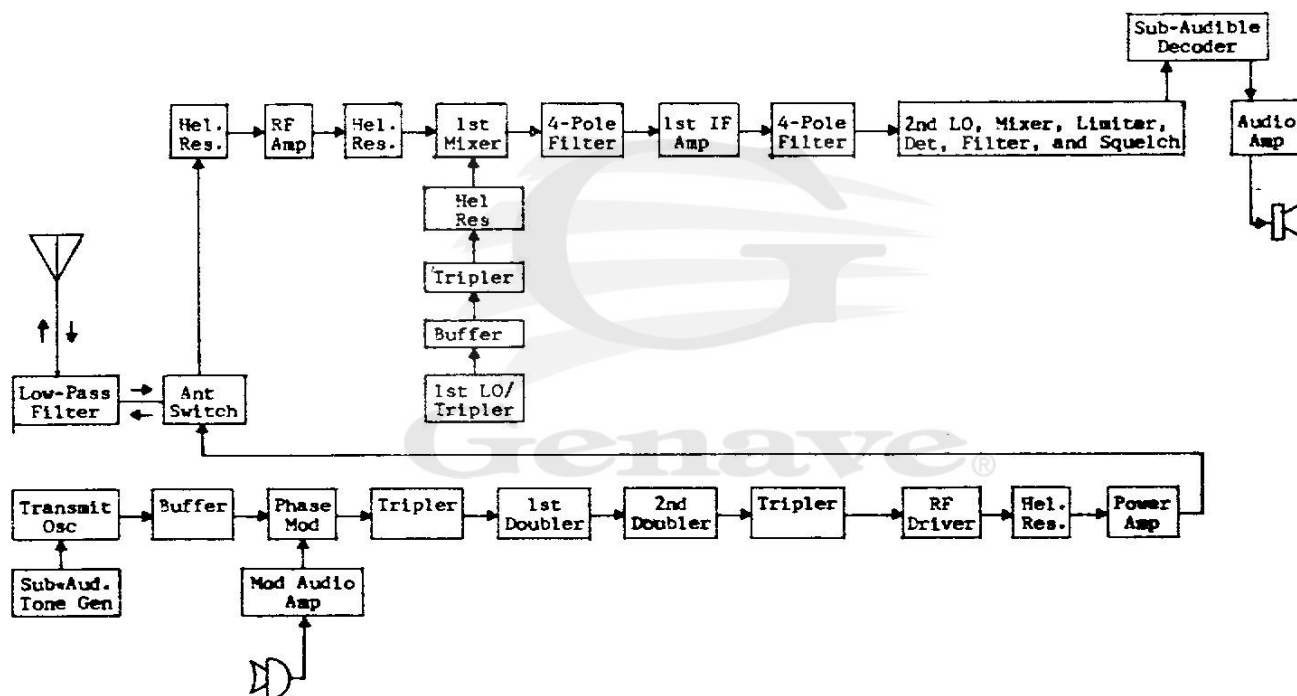 Sub-Audible
Decoder
Hel.
Res.
RF
Amp
Hel.
Res.
1st
Mixer
4-Pole
Filter
1st IF
Amp
4-Pole
Filter
2nd LO, Mixer, Limiter,
Det, Filter, and Squelch
Audio
Amp
Hel
Res
Tripler
Buffer
1st LO/
Tripler
Low-Pass
Filter
Ant
Switch
Genave®
Transmit
Osc
Buffer
Phase
Mod
Tripler
1st
Doubler
2nd
Doubler
Tripler
RF
Driver
Hel.
Res.
Power
Amp
Sub-Aud.
Tone Gen
Mod Audio
Amp